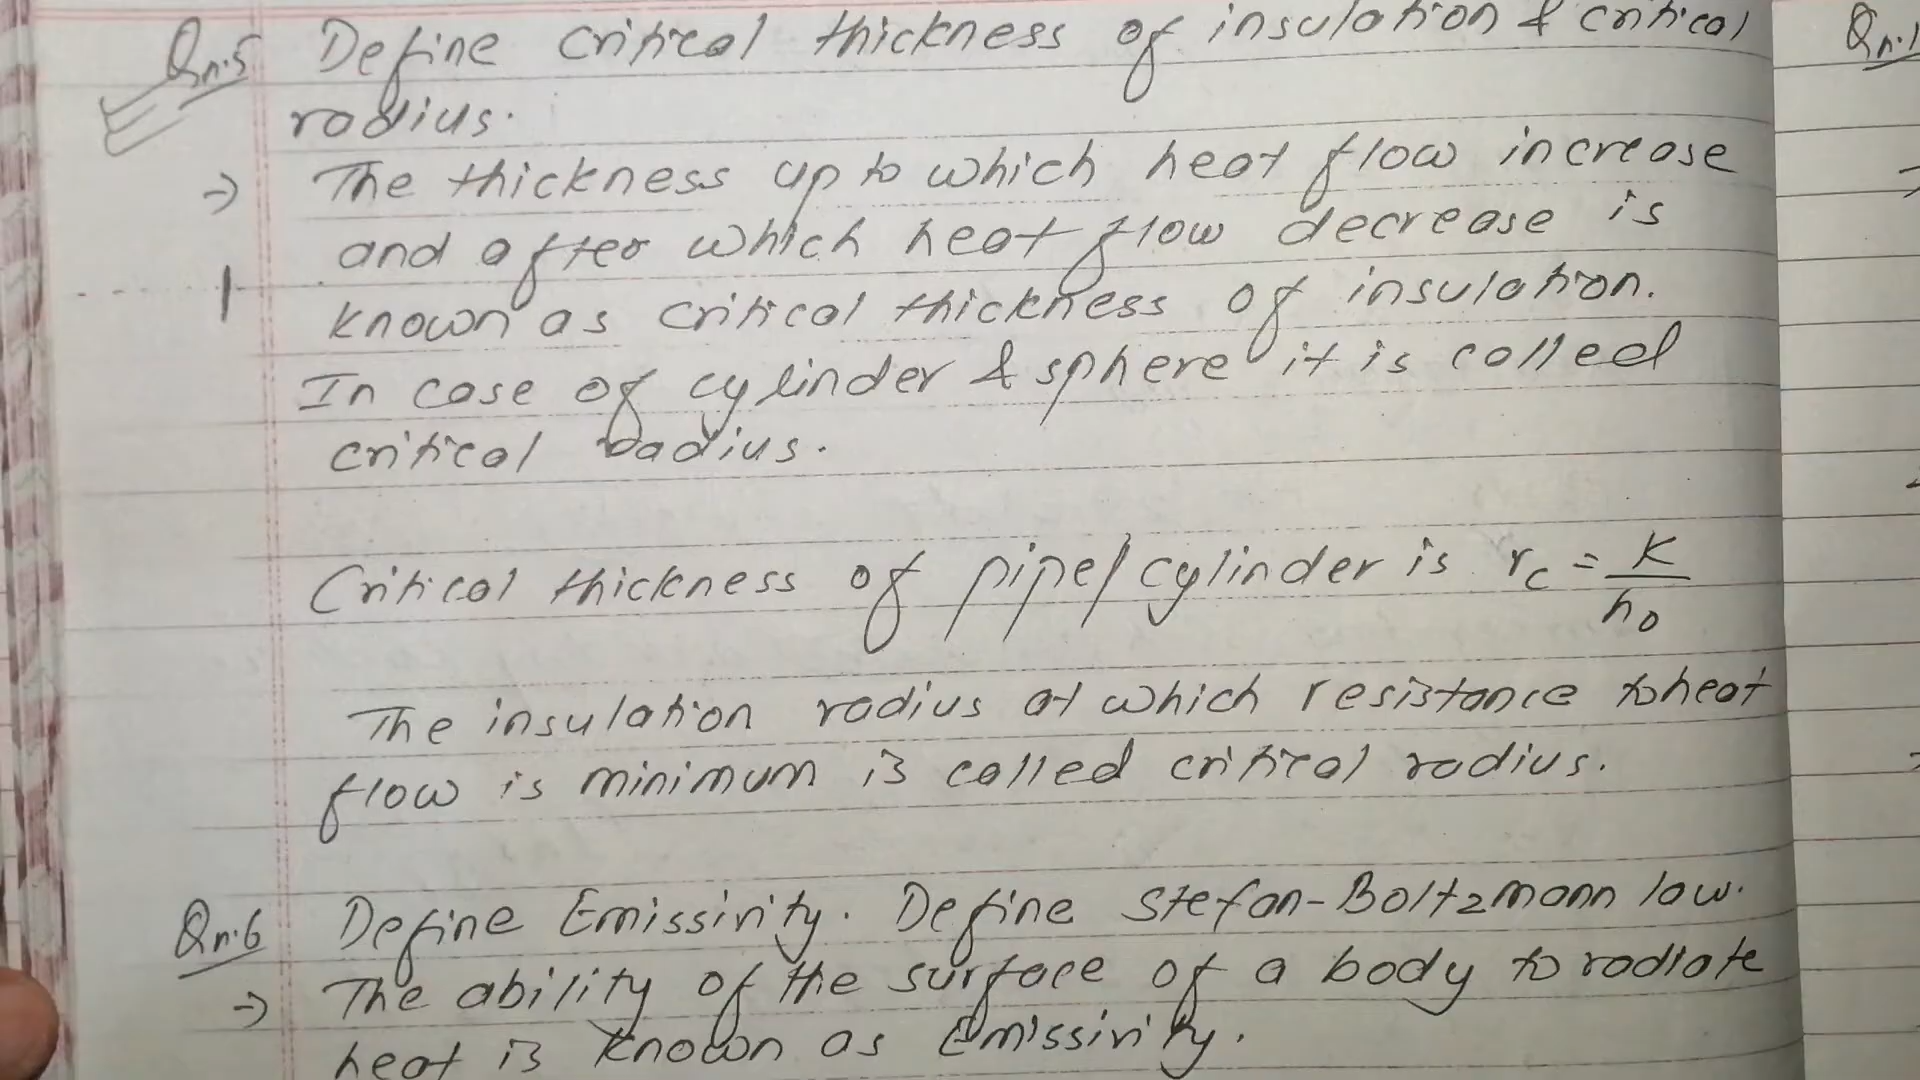 Qn.5 Define critical thickness of insulation & critical
radius.
→ The thickness up to which heat flow increase
and after which heat flow decrease is
known as critical thickness of insulation.
In case of cylinder & sphere it is called
critical radius.
Critical thickness of pipe/cylinder is rc = K/h0
The insulation radius at which resistance to heat
flow is minimum is called critical radius.
Qn.6 Define Emissivity. Define Stefan-Boltzmann law.
→ The ability of the surface of a body to radiate
heat is known as Emissivity.
Qn.1